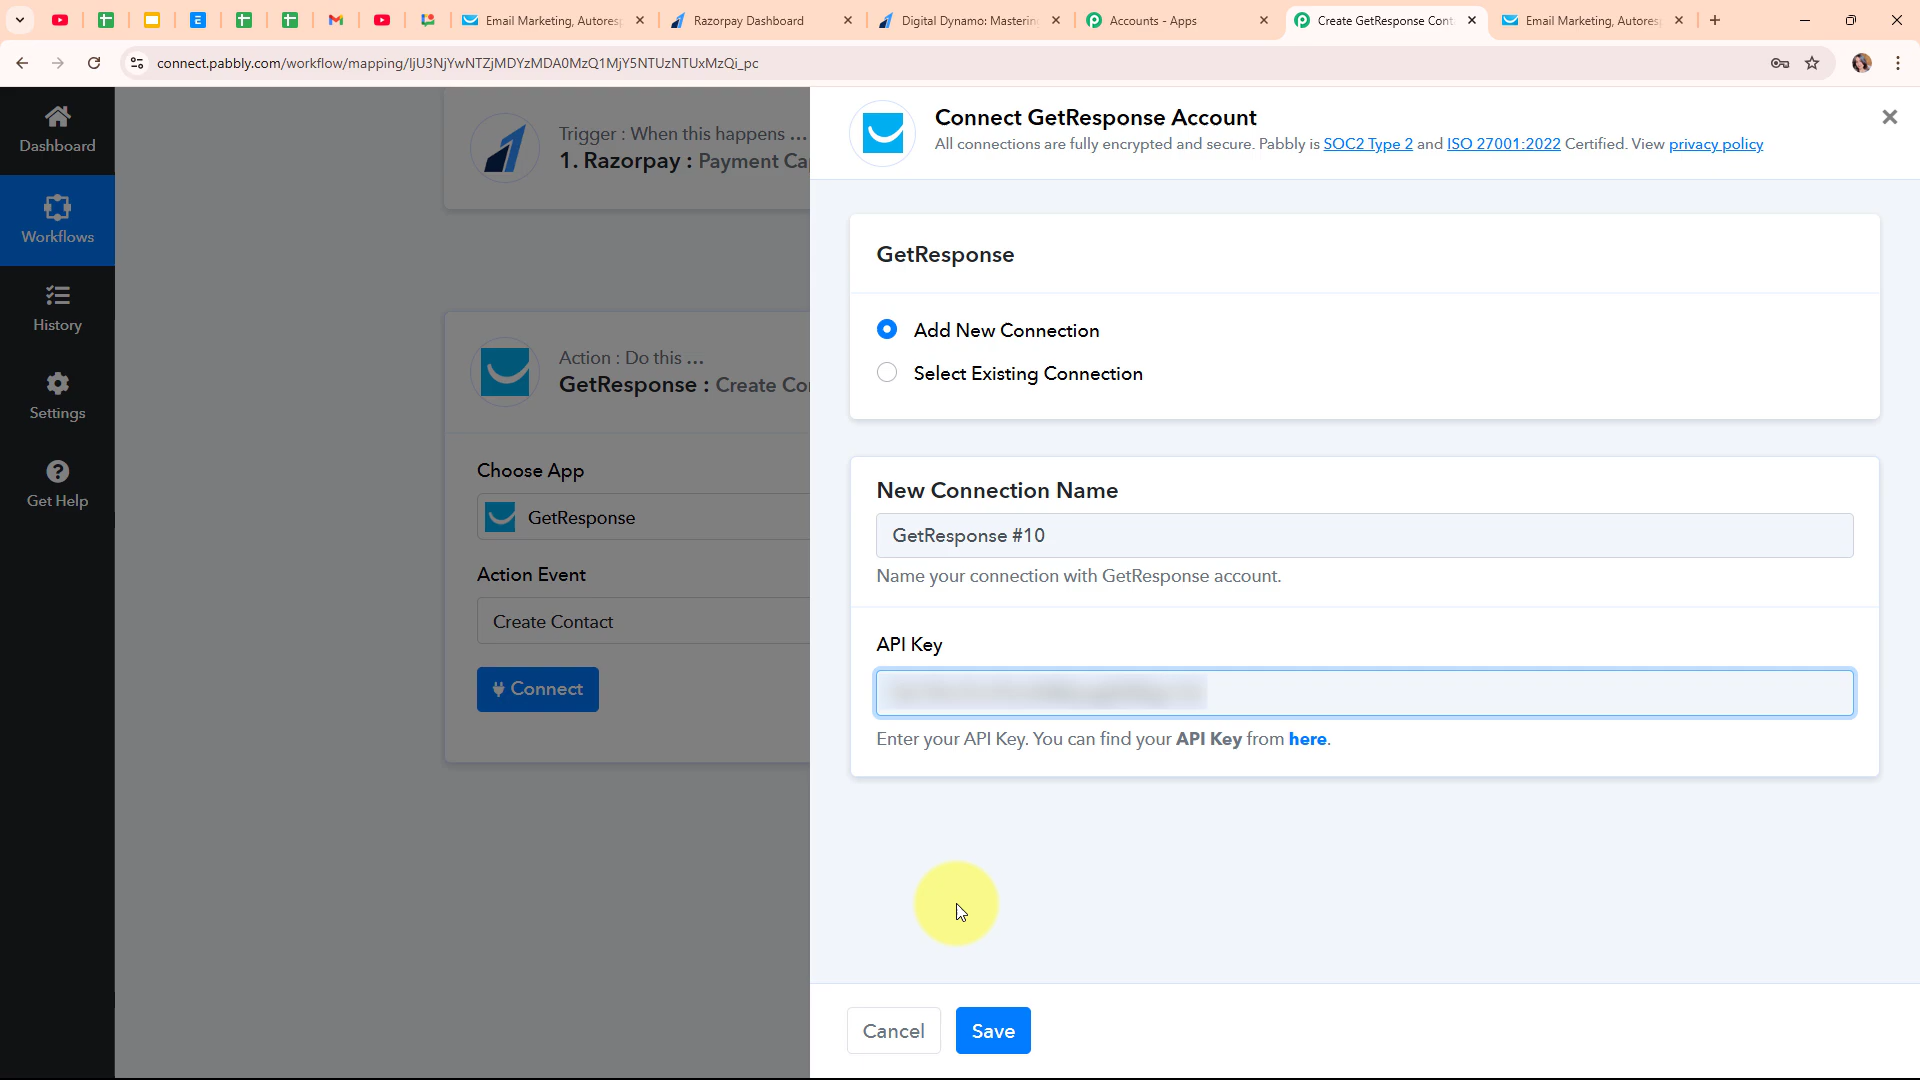 Email Marketing, Autores
Razorpay Dashboard
Digital Dynamo: Masterin
Accounts - Apps
Create GetResponse Cont
Email Marketing, Autores
connect.pabbly.com/workflow/mapping/IjU3NjYwNTZjMDYzMDA0MzQ1MjY5NTUzNTUxMzQi_pc
Dashboard
Workflows
History
Settings
Get Help
Trigger : When this happens ...
1. Razorpay : Payment Ca
Action : Do this ...
GetResponse : Create Co
Choose App
GetResponse
Action Event
Create Contact
Connect
Connect GetResponse Account
All connections are fully encrypted and secure. Pabbly is SOC2 Type 2 and ISO 27001:2022 Certified. View privacy policy
GetResponse
Add New Connection
Select Existing Connection
New Connection Name
GetResponse #10
Name your connection with GetResponse account.
API Key
Enter your API Key. You can find your API Key from here.
Cancel
Save